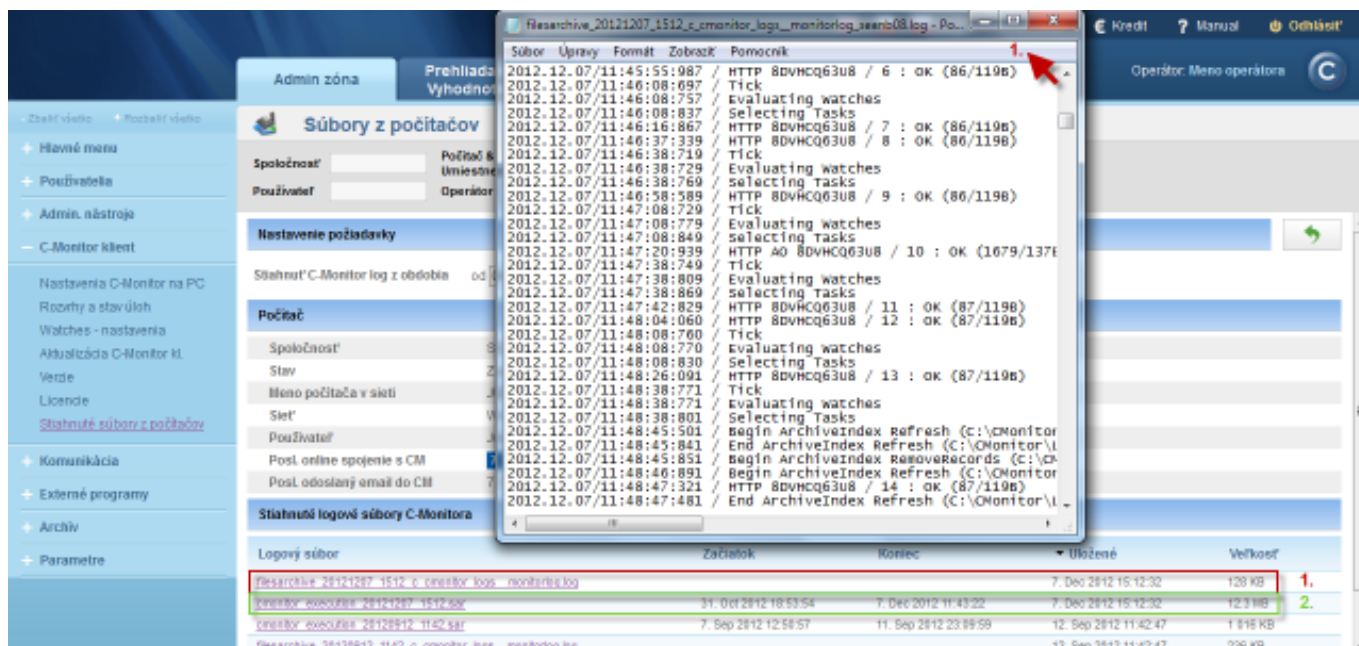 filesarchive_20121207_1512_c_cmonitor_logs__monitorlog_seanb08.log - Po...
Súbor Úpravy Formát Zobraziť Pomocník
1.
2012.12.07/11:45:55:987 / HTTP 8DVHCQ63U8 / 6 : OK (86/119B)
2012.12.07/11:46:08:697 / Tick
2012.12.07/11:46:08:757 / Evaluating Watches
2012.12.07/11:46:08:837 / Selecting Tasks
2012.12.07/11:46:16:867 / HTTP 8DVHCQ63U8 / 7 : OK (86/119B)
2012.12.07/11:46:37:339 / HTTP 8DVHCQ63U8 / 8 : OK (86/119B)
2012.12.07/11:46:38:719 / Tick
2012.12.07/11:46:38:729 / Evaluating Watches
2012.12.07/11:46:38:769 / Selecting Tasks
2012.12.07/11:46:58:589 / HTTP 8DVHCQ63U8 / 9 : OK (86/119B)
2012.12.07/11:47:08:729 / Tick
2012.12.07/11:47:08:779 / Evaluating Watches
2012.12.07/11:47:08:849 / Selecting Tasks
2012.12.07/11:47:20:939 / HTTP AO 8DVHCQ63U8 / 10 : OK (1679/137B
2012.12.07/11:47:38:749 / Tick
2012.12.07/11:47:38:809 / Evaluating Watches
2012.12.07/11:47:38:869 / Selecting Tasks
2012.12.07/11:47:42:829 / HTTP 8DVHCQ63U8 / 11 : OK (87/119B)
2012.12.07/11:48:04:060 / HTTP 8DVHCQ63U8 / 12 : OK (87/119B)
2012.12.07/11:48:08:760 / Tick
2012.12.07/11:48:08:770 / Evaluating Watches
2012.12.07/11:48:08:830 / Selecting Tasks
2012.12.07/11:48:26:091 / HTTP 8DVHCQ63U8 / 13 : OK (87/119B)
2012.12.07/11:48:38:771 / Tick
2012.12.07/11:48:38:771 / Evaluating Watches
2012.12.07/11:48:38:801 / Selecting Tasks
2012.12.07/11:48:45:501 / Begin ArchiveIndex Refresh (C:\CMonitor
2012.12.07/11:48:45:841 / End ArchiveIndex Refresh (C:\CMonitor\L
2012.12.07/11:48:45:851 / Begin ArchiveIndex RemoveRecords (C:\CM
2012.12.07/11:48:46:891 / Begin ArchiveIndex Refresh (C:\CMonitor
2012.12.07/11:48:47:321 / HTTP 8DVHCQ63U8 / 14 : OK (87/119B)
2012.12.07/11:48:47:481 / End ArchiveIndex Refresh (C:\CMonitor\L
€ Kredit ? Manual Odhlásiť
Operátor: Meno operátora
Admin zóna
Prehliada
Vyhodnot
Zbaliť všetko Rozbaliť všetko
Hlavné menu
Používatelia
Admin. nástroje
C-Monitor klient
Nastavenia C-Monitor na PC
Rozvrhy a stav úloh
Watches - nastavenia
Aktualizácia C-Monitor kl.
Verzie
Licencie
Stiahnuté súbory z počítačov
Komunikácia
Externé programy
Archív
Parametre
Súbory z počítačov
Spoločnosť
Počítač &
Umiestne
Používateľ
Operátor
Nastavenie požiadavky
Stiahnuť C-Monitor log z obdobia od
Počítač
Spoločnosť
Stav
Meno počítača v sieti
Sieť
Používateľ
Posl. online spojenie s CM
Posl. odoslaný email do CM
Stiahnuté logové súbory C-Monitora
Logový súbor Začiatok Koniec Uložené Veľkosť
filesarchive_20121207_1512_c_cmonitor_logs__monitorlog.log 7. Dec 2012 15:12:32 128 KB 1.
cmonitor_execution_20121207_1512.sar 31. Oct 2012 18:53:54 7. Dec 2012 11:43:22 7. Dec 2012 15:12:32 12.3 MB 2.
cmonitor_execution_20120912_1142.sar 7. Sep 2012 12:50:57 11. Sep 2012 23:09:59 12. Sep 2012 11:42:47 1 016 KB